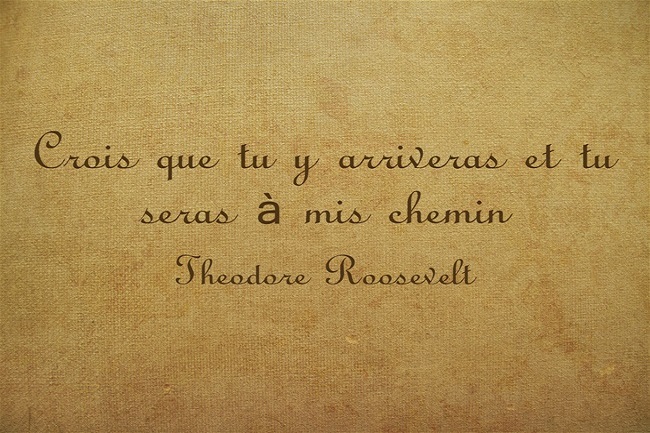 Crois que tu y arriveras et tu
seras à mis chemin
Theodore Roosevelt